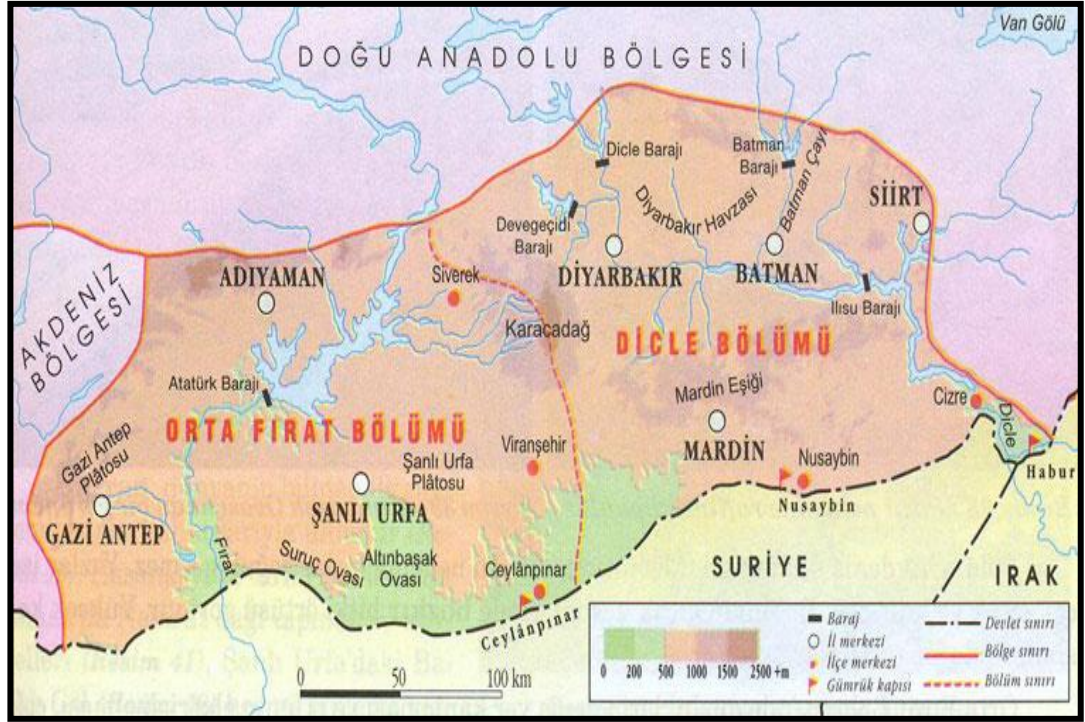 Van Gölü
DOĞU ANADOLU BÖLGESİ
AKDENİZ
BÖLGESİ
Dicle Barajı
Batman
Barajı
Batman Çayı
Diyarbakır Havzası
SİİRT
Devegeçidi
Barajı
ADIYAMAN
Siverek
DİYARBAKIR
BATMAN
Ilısu Barajı
Karacadağ
DİCLE BÖLÜMÜ
Atatürk Barajı
Mardin Eşiği
Cizre
Dicle
ORTA FIRAT BÖLÜMÜ
Gazi Antep
Plâtosu
Viranşehir
MARDİN
Şanlı Urfa
Plâtosu
Nusaybin
Habur
GAZİ ANTEP
ŞANLI URFA
Nusaybin
Fırat
Suruç Ovası
Altınbaşak
Ovası
Ceylânpınar
SURİYE
IRAK
Ceylânpınar
0 50 100 km
0 200 500 1000 1500 2500 +m
Baraj
İl merkezi
İlçe merkezi
Gümrük kapısı
Devlet sınırı
Bölge sınırı
Bölüm sınırı